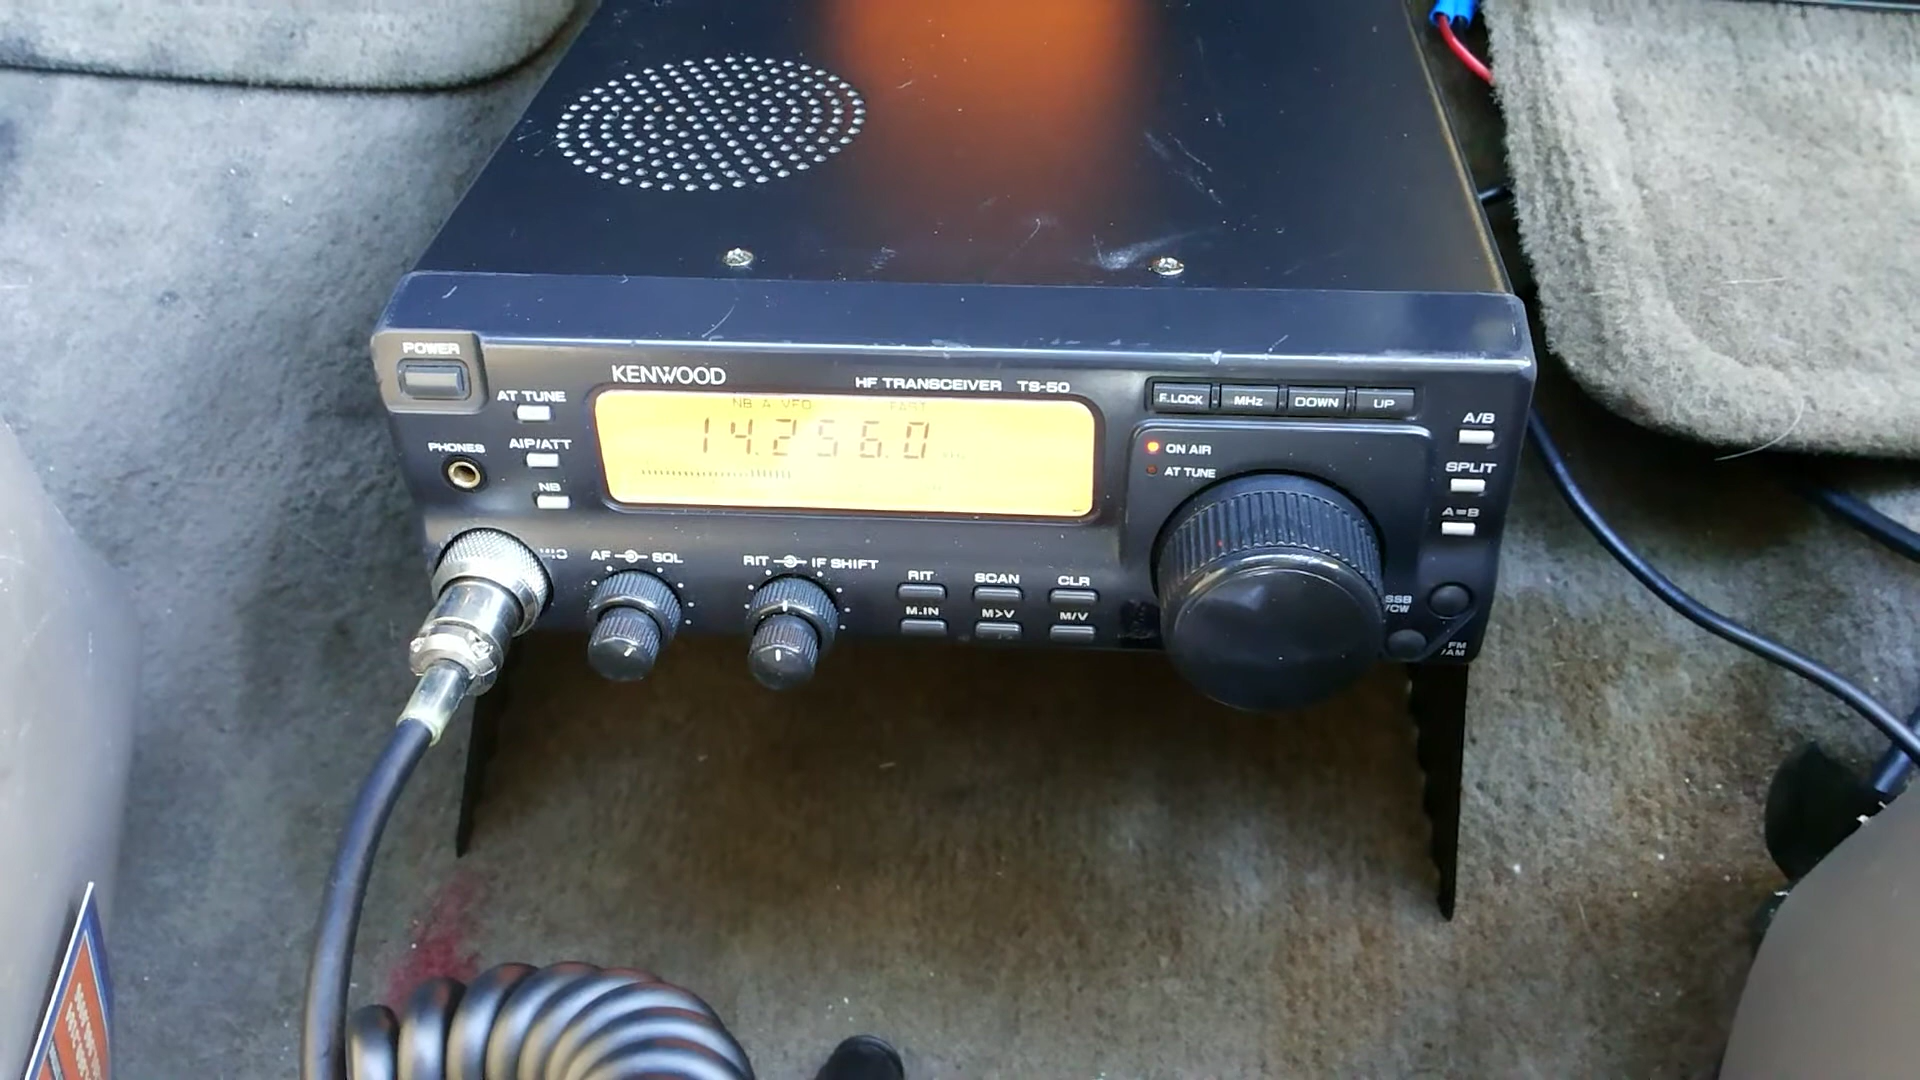 POWER
KENWOOD
HF TRANSCEIVER TS-50
AT TUNE
NB A VFO FAST
F.LOCK MHz DOWN UP
A/B
14.256.0
PHONES
AIP/ATT
ON AIR
AT TUNE
SPLIT
NB
A=B
AF SQL
RIT IF SHIFT
RIT SCAN CLR
M.IN M>V M/V
SSB
/CW
FM
/AM